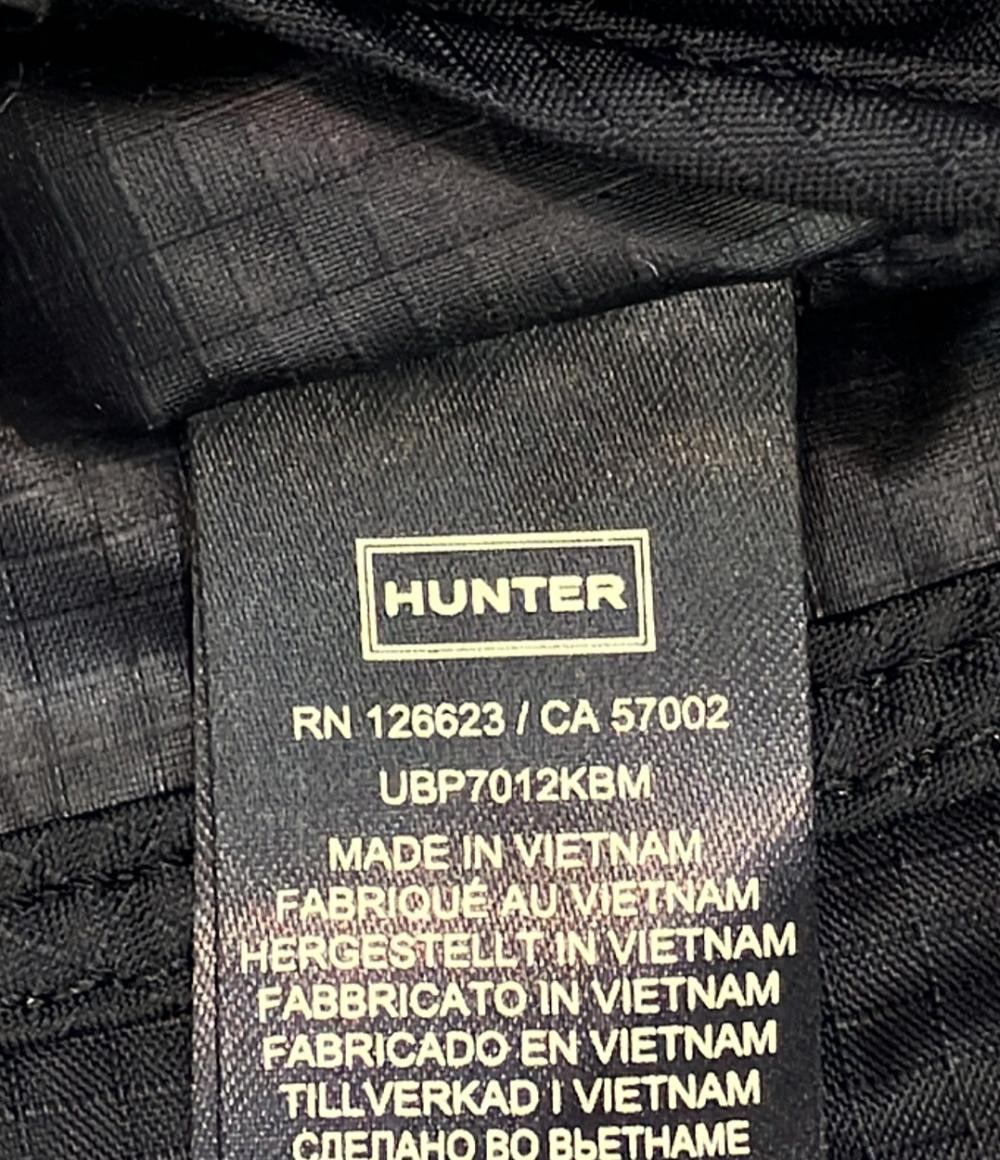 HUNTER
RN 126623 / CA 57002
UBP7012KBM
MADE IN VIETNAM
FABRIQUÉ AU VIETNAM
HERGESTELLT IN VIETNAM
FABBRICATO IN VIETNAM
FABRICADO EN VIETNAM
TILLVERKAD I VIETNAM
СДЕЛАНО ВО ВЬЕТНАМЕ